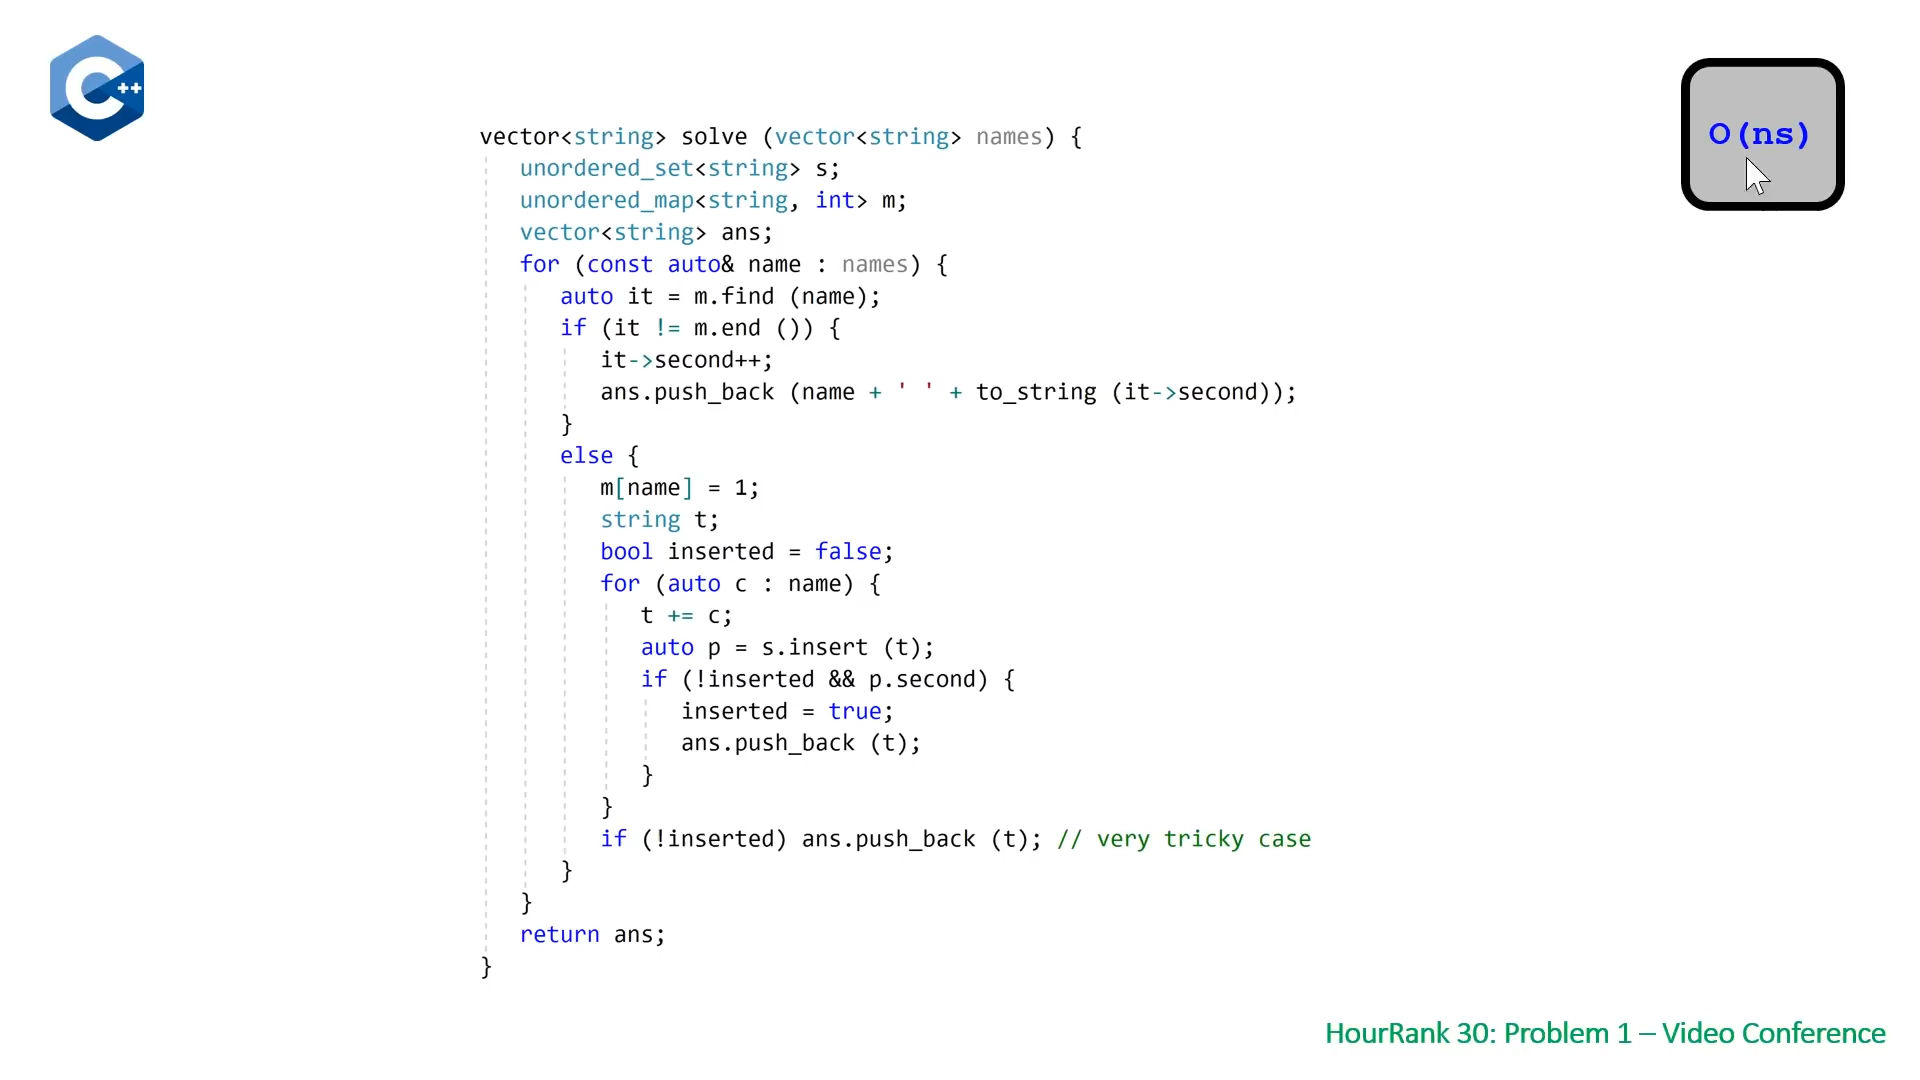 C++
O(ns)
vector<string> solve (vector<string> names) {
unordered_set<string> s;
unordered_map<string, int> m;
vector<string> ans;
for (const auto& name : names) {
auto it = m.find (name);
if (it != m.end ()) {
it->second++;
ans.push_back (name + ' ' + to_string (it->second));
}
else {
m[name] = 1;
string t;
bool inserted = false;
for (auto c : name) {
t += c;
auto p = s.insert (t);
if (!inserted && p.second) {
inserted = true;
ans.push_back (t);
}
}
if (!inserted) ans.push_back (t); // very tricky case
}
}
return ans;
}
HourRank 30: Problem 1 – Video Conference